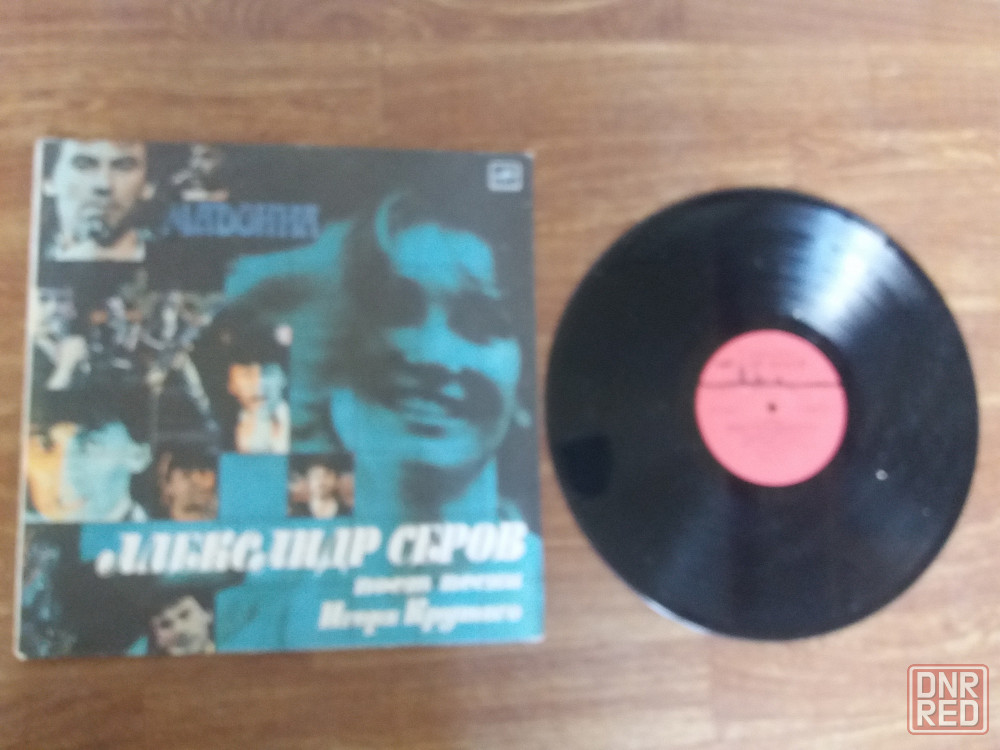 МАДОННА
АЛЕКСАНДР СЕРОВ
поет песни
Игоря Крутого
DNR
RED